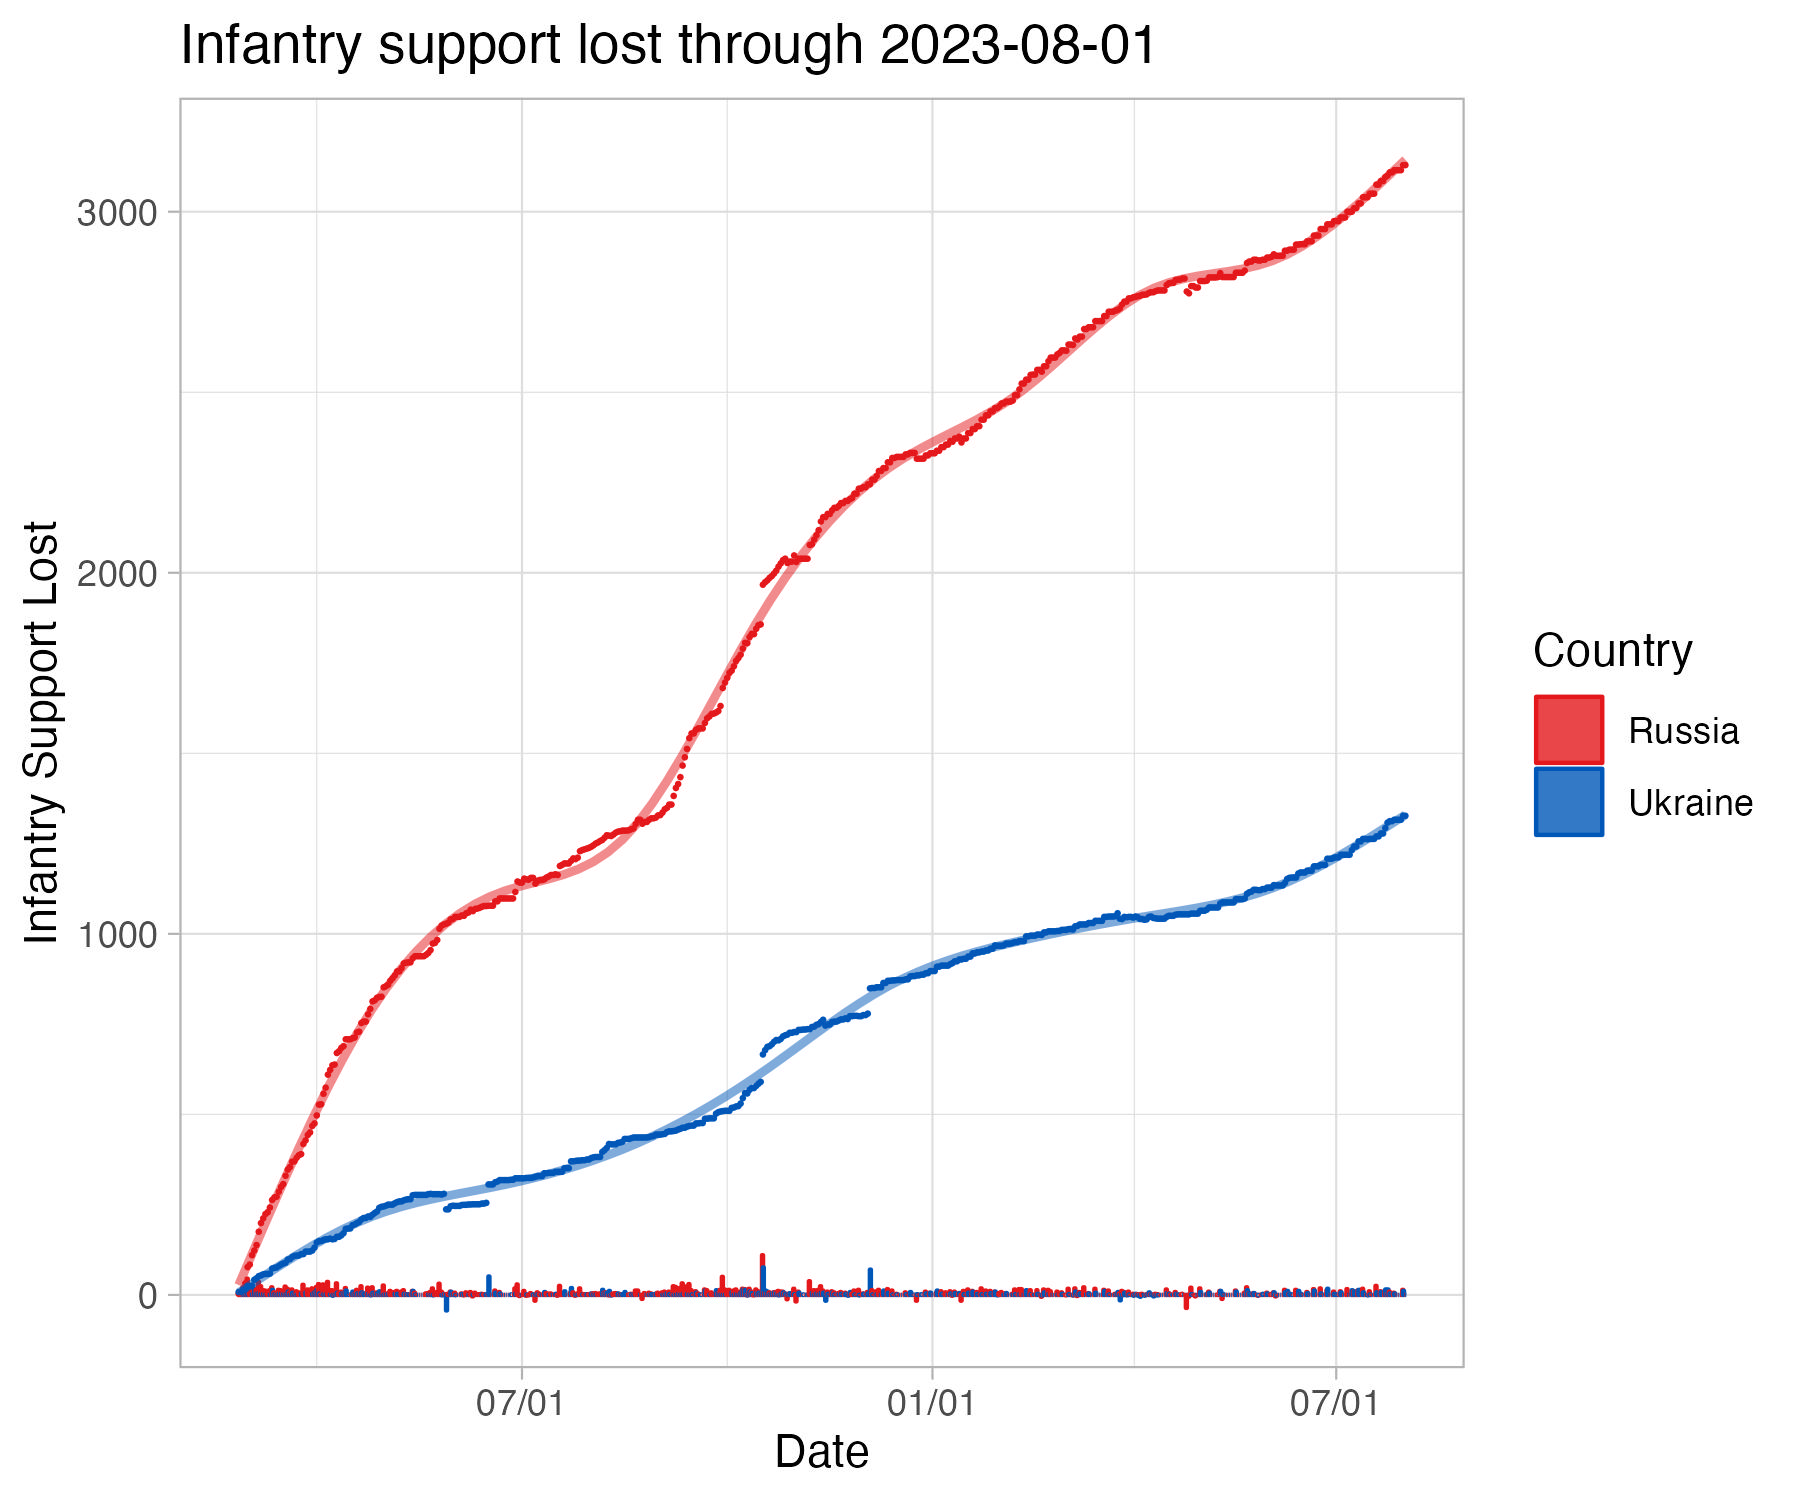 Infantry support lost through 2023-08-01
Infantry Support Lost
3000
2000
1000
0
07/01
01/01
07/01
Date
Country
Russia
Ukraine